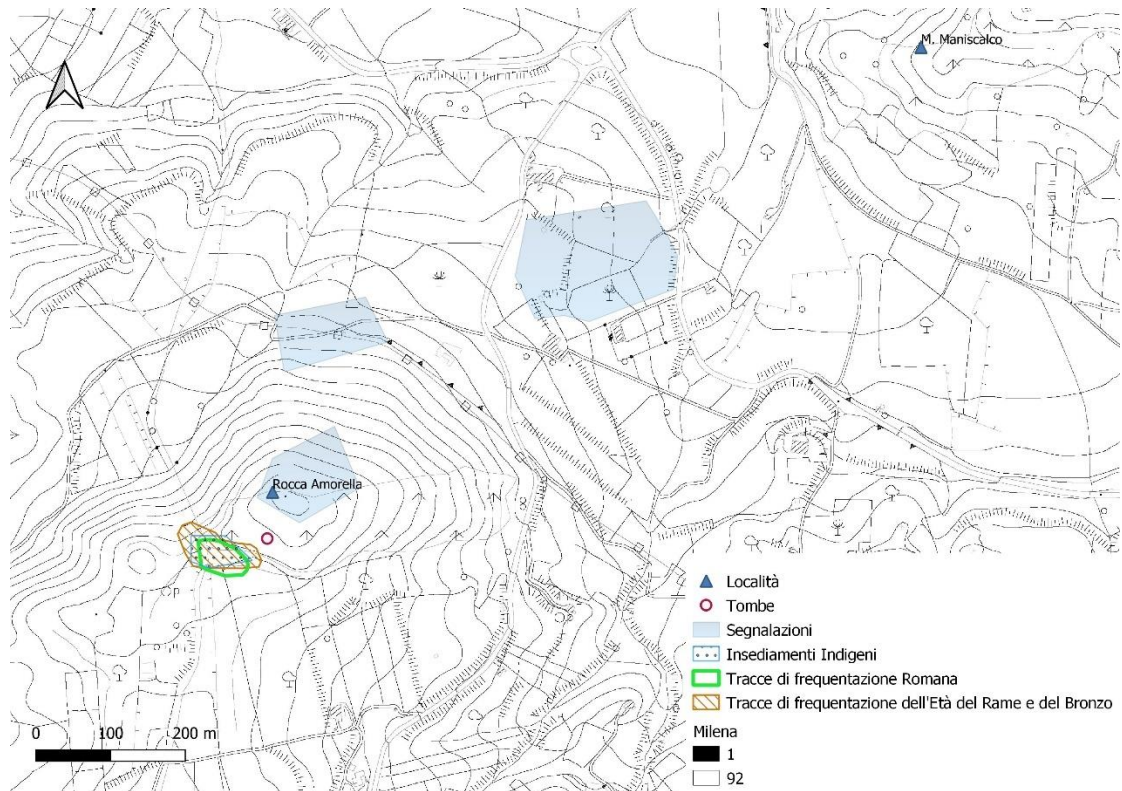 M. Maniscalco
Rocca Amorella
Località
Tombe
Segnalazioni
Insediamenti Indigeni
Tracce di frequentazione Romana
Tracce di frequentazione dell'Età del Rame e del Bronzo
Milena
1
92
0 100 200 m